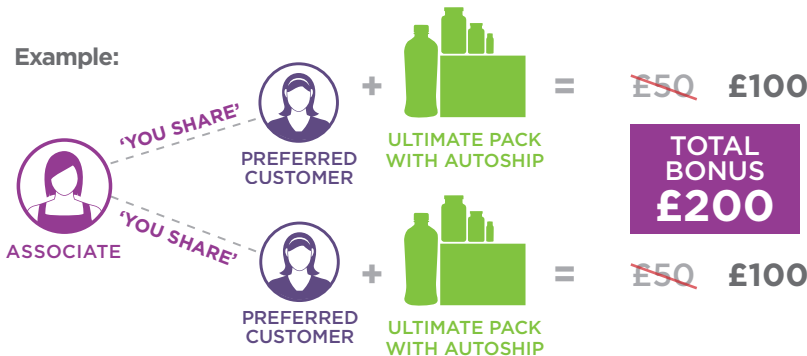 Example:
'YOU SHARE'
PREFERRED
CUSTOMER
+
ULTIMATE PACK
WITH AUTOSHIP
=
£50 £100
ASSOCIATE
TOTAL
BONUS
£200
'YOU SHARE'
PREFERRED
CUSTOMER
+
ULTIMATE PACK
WITH AUTOSHIP
=
£50 £100